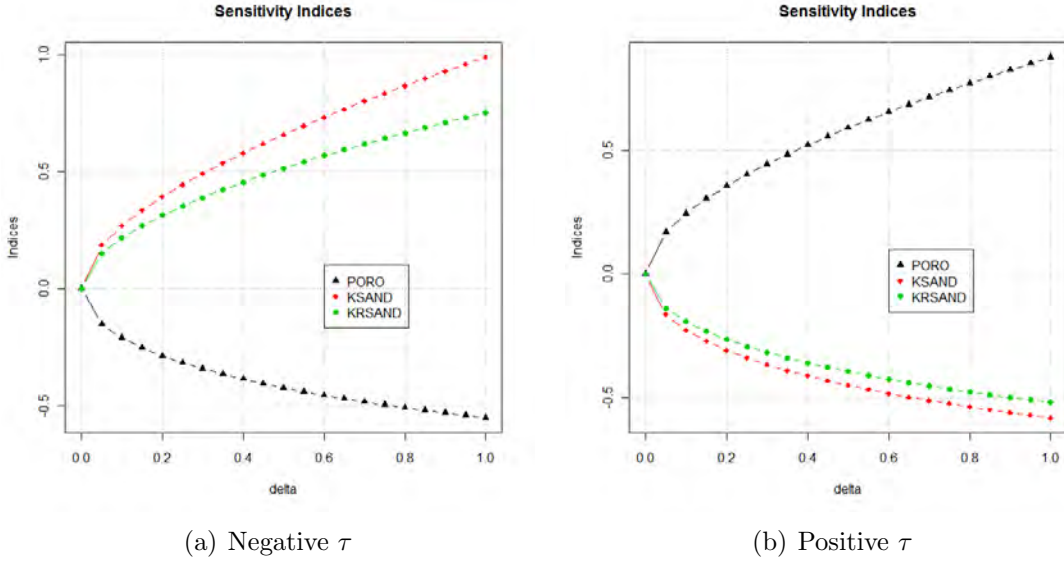 Sensitivity Indices
1.0
0.5
0.0
-0.5
Indices
PORO
KSAND
KRSAND
0.0 0.2 0.4 0.6 0.8 1.0
delta
(a) Negative τ
Sensitivity Indices
0.5
0.0
-0.5
Indices
PORO
KSAND
KRSAND
0.0 0.2 0.4 0.6 0.8 1.0
delta
(b) Positive τ